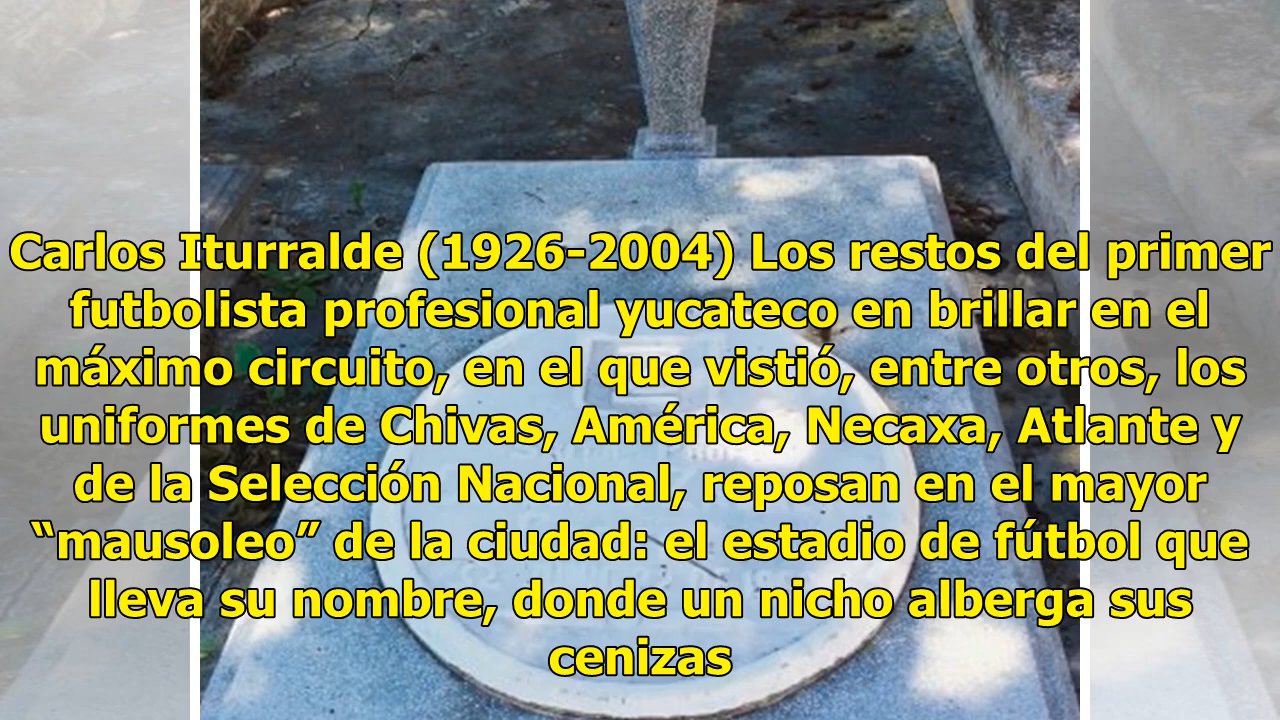 Carlos Iturralde (1926-2004) Los restos del primer
futbolista profesional yucateco en brillar en el
máximo circuito, en el que vistió, entre otros, los
uniformes de Chivas, América, Necaxa, Atlante y
de la Selección Nacional, reposan en el mayor
“mausoleo” de la ciudad: el estadio de fútbol que
lleva su nombre, donde un nicho alberga sus
cenizas